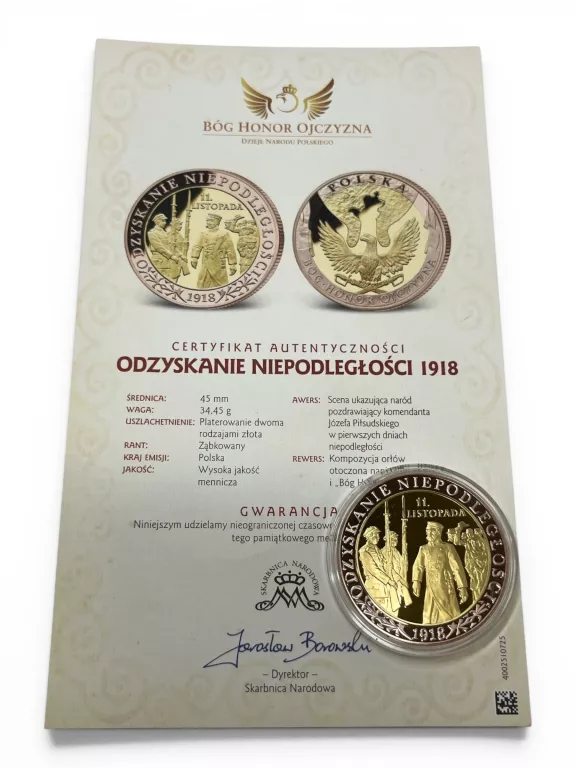 BÓG HONOR OJCZYZNA
DZIEJE NARODU POLSKIEGO
ODZYSKANIE NIEPODLEGŁOŚCI
11.
LISTOPADA
1918
POLSKA
BÓG·HONOR·OJCZYZNA
CERTYFIKAT AUTENTYCZNOŚCI
ODZYSKANIE NIEPODLEGŁOŚCI 1918
ŚREDNICA: 45 mm
WAGA: 34,45 g
USZLACHETNIENIE: Platerowanie dwoma
rodzajami złota
RANT: Ząbkowany
KRAJ EMISJI: Polska
JAKOŚĆ: Wysoka jakość
mennicza
AWERS: Scena ukazująca naród
pozdrawiający komendanta
Józefa Piłsudskiego
w pierwszych dniach
niepodległości
REWERS: Kompozycja orłów
otoczona
i „Bóg
GWARANCJA
Niniejszym udzielamy nieograniczonej czasowo
tego pamiątkowego
SKARBNICA NARODOWA
Jarosław Borowski
– Dyrektor –
Skarbnica Narodowa
ODZYSKANIE NIEPODLEGŁOŚCI
11.
LISTOPADA
1918
4002510725